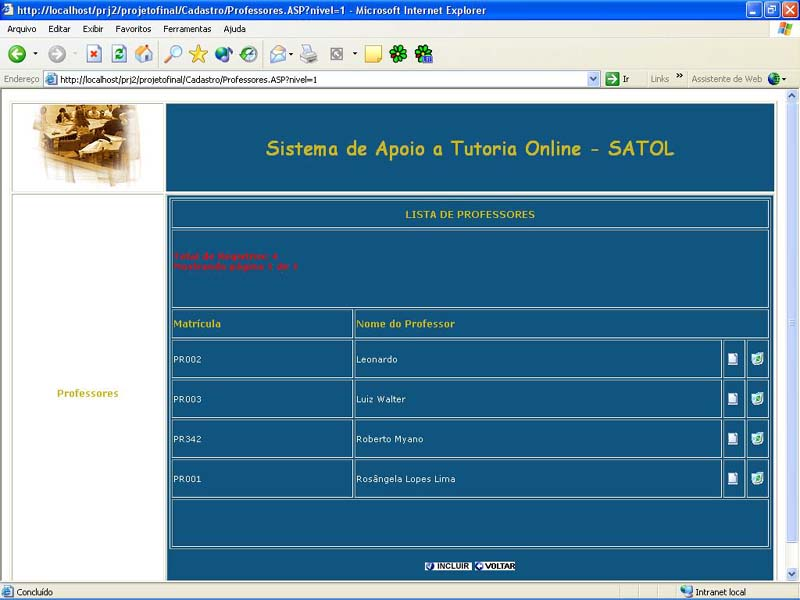 http://localhost/prj2/projetofinal/Cadastro/Professores.ASP?nivel=1 - Microsoft Internet Explorer
Arquivo Editar Exibir Favoritos Ferramentas Ajuda
Endereço http://localhost/prj2/projetofinal/Cadastro/Professores.ASP?nivel=1 Ir Links » Assistente de Web
Sistema de Apoio a Tutoria Online - SATOL
LISTA DE PROFESSORES
Total de Registros: 4
Mostrando página 1 de 1
Matrícula Nome do Professor
PR002 Leonardo
PR003 Luiz Walter
Professores
PR342 Roberto Myano
PR001 Rosângela Lopes Lima
INCLUIR VOLTAR
Concluído Intranet local